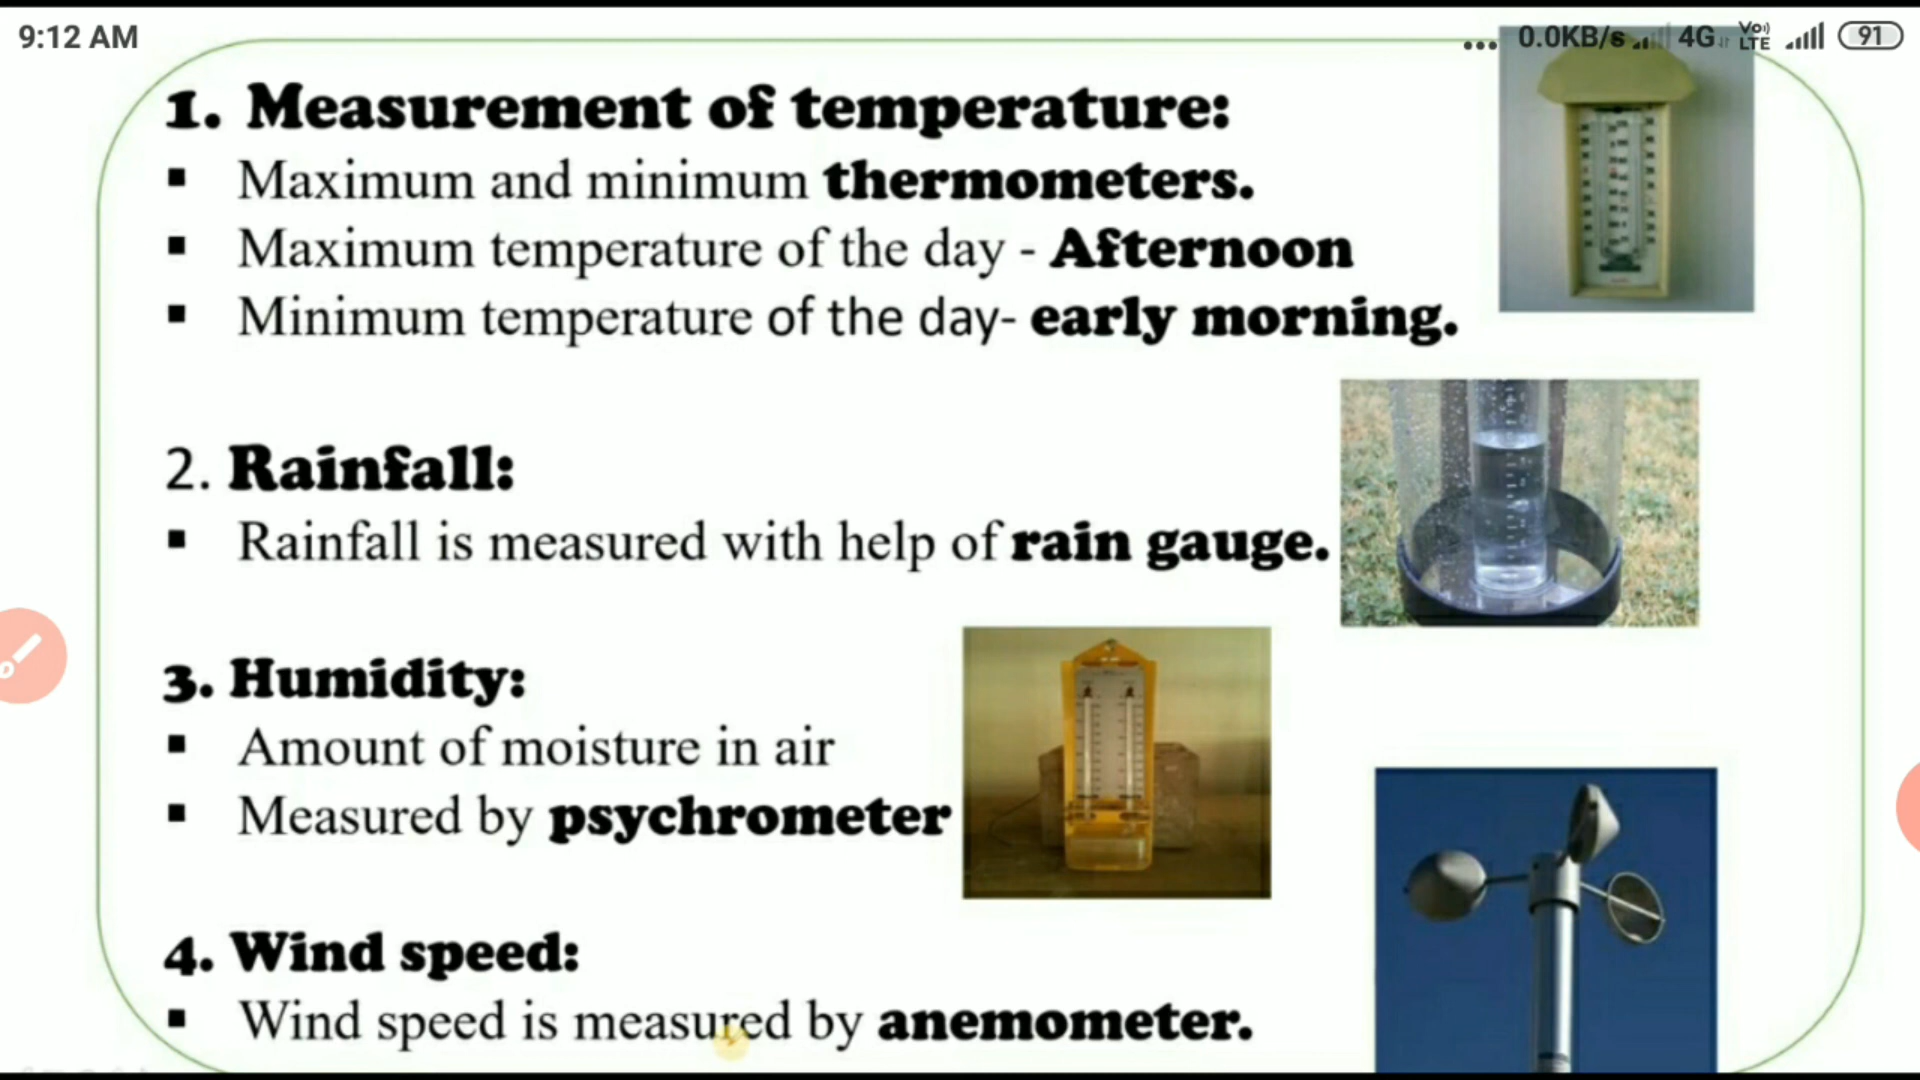 9:12 AM
... 0.0KB/s 4G Vo)) LTE 91
1. Measurement of temperature:
▪ Maximum and minimum thermometers.
▪ Maximum temperature of the day - Afternoon
▪ Minimum temperature of the day- early morning.
2. Rainfall:
▪ Rainfall is measured with help of rain gauge.
3. Humidity:
▪ Amount of moisture in air
▪ Measured by psychrometer
4. Wind speed:
▪ Wind speed is measured by anemometer.